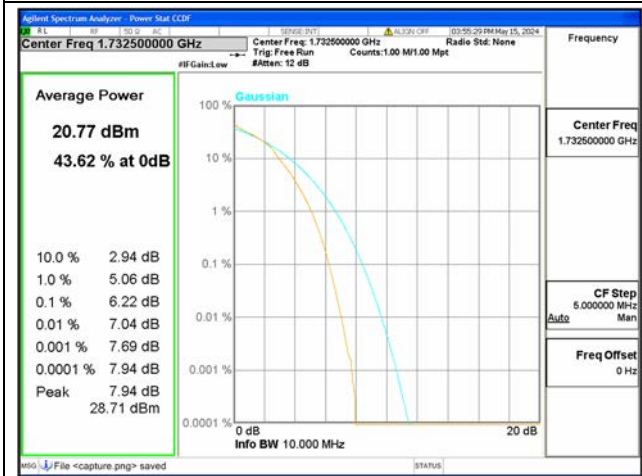 Agilent Spectrum Analyzer - Power Stat CCDF
RL RF 50 Ω AC SENSE:INT ALIGN OFF 03:55:29 PM May 15, 2024
Center Freq 1.732500000 GHz
Center Freq: 1.732500000 GHz Radio Std: None
Trig: Free Run Counts:1.00 M/1.00 Mpt
#IFGain:Low #Atten: 12 dB
Frequency
Average Power
20.77 dBm
43.62 % at 0dB
10.0 % 2.94 dB
1.0 % 5.06 dB
0.1 % 6.22 dB
0.01 % 7.04 dB
0.001 % 7.69 dB
0.0001 % 7.94 dB
Peak 7.94 dB
28.71 dBm
Gaussian
100 %
10 %
1 %
0.1 %
0.01 %
0.001 %
0.0001 %
0 dB 20 dB
Info BW 10.000 MHz
Center Freq
1.732500000 GHz
CF Step
5.000000 MHz
Auto Man
Freq Offset
0 Hz
MSG File <capture.png> saved STATUS